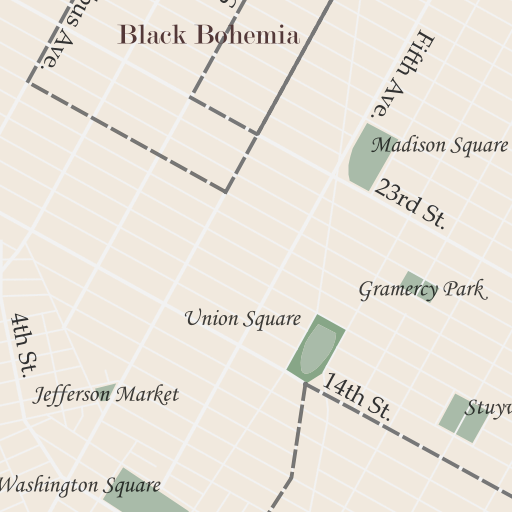 Black Bohemia
Fifth Ave.
Madison Square
23rd St.
Gramercy Park
Union Square
4th St.
14th St.
Jefferson Market
Washington Square